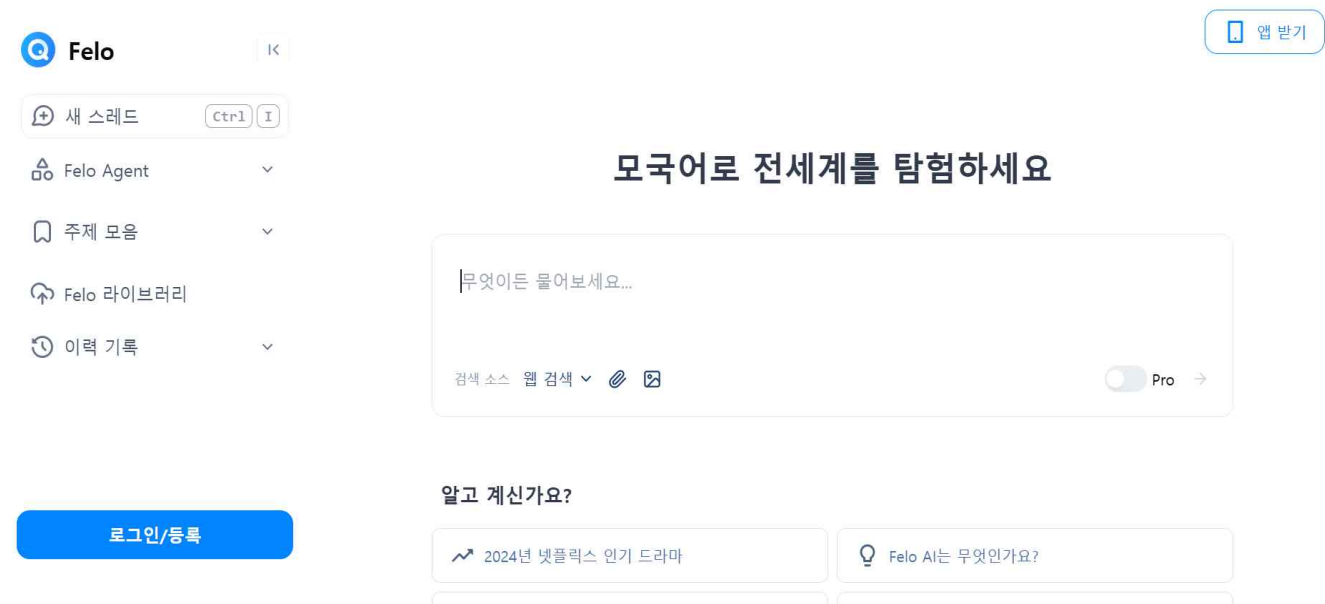 Felo
앱 받기
새 스레드 Ctrl I
Felo Agent
주제 모음
Felo 라이브러리
이력 기록
로그인/등록
모국어로 전세계를 탐험하세요
무엇이든 물어보세요...
검색 소스 웹 검색 Pro
알고 계신가요?
2024년 넷플릭스 인기 드라마
Felo AI는 무엇인가요?